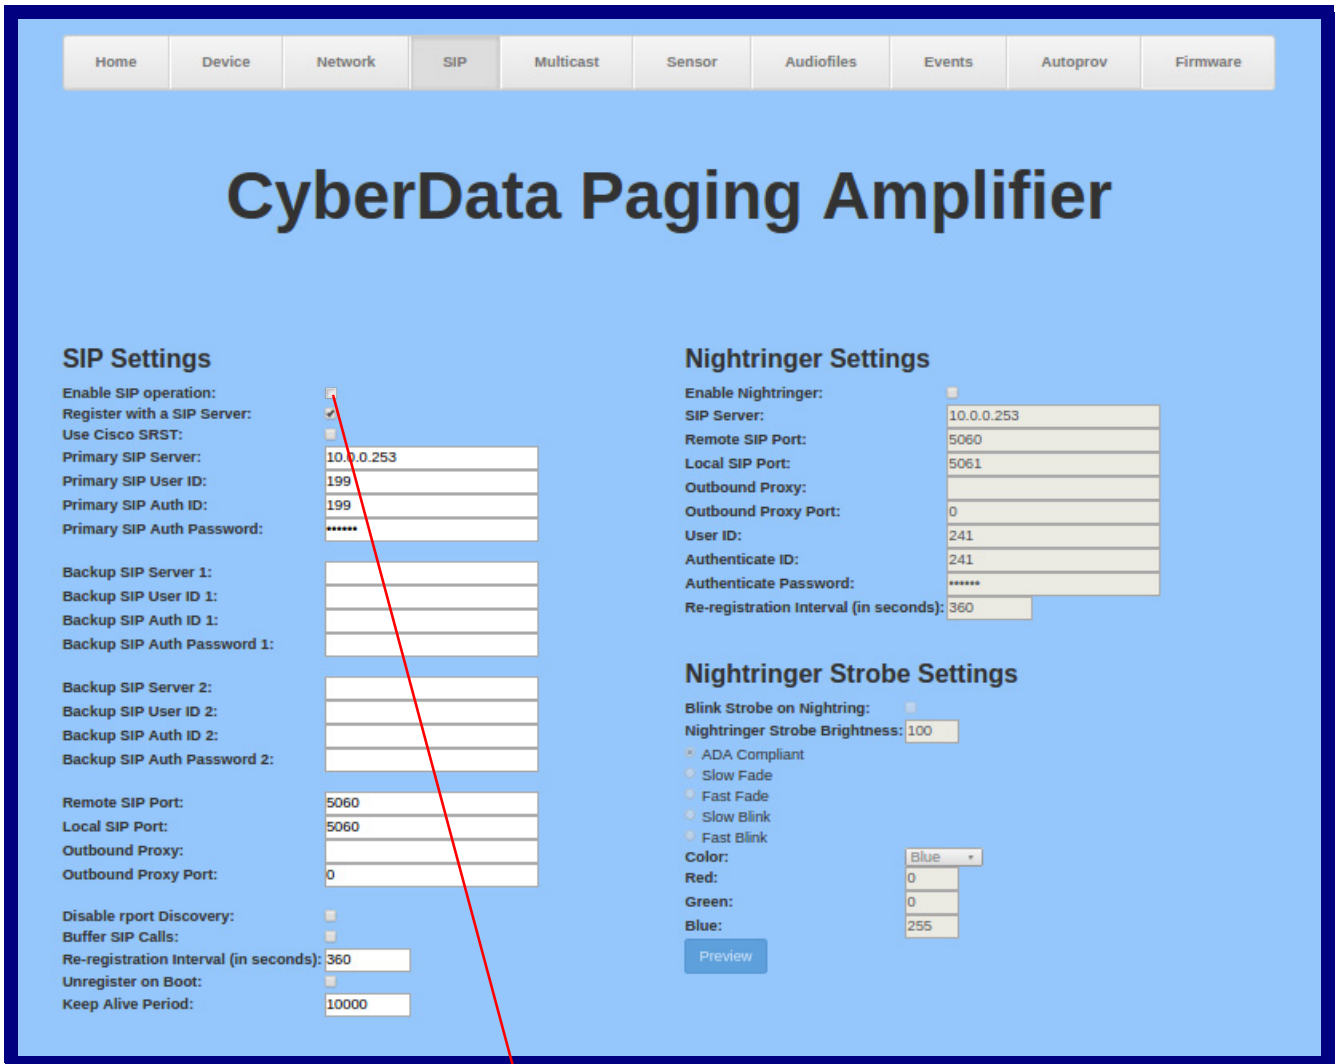 Home Device Network SIP Multicast Sensor Audiofiles Events Autoprov Firmware
CyberData Paging Amplifier
SIP Settings
Enable SIP operation:
Register with a SIP Server:
Use Cisco SRST:
Primary SIP Server: 10.0.0.253
Primary SIP User ID: 199
Primary SIP Auth ID: 199
Primary SIP Auth Password: ••••••
Backup SIP Server 1:
Backup SIP User ID 1:
Backup SIP Auth ID 1:
Backup SIP Auth Password 1:
Backup SIP Server 2:
Backup SIP User ID 2:
Backup SIP Auth ID 2:
Backup SIP Auth Password 2:
Remote SIP Port: 5060
Local SIP Port: 5060
Outbound Proxy:
Outbound Proxy Port: 0
Disable rport Discovery:
Buffer SIP Calls:
Re-registration Interval (in seconds): 360
Unregister on Boot:
Keep Alive Period: 10000
Nightringer Settings
Enable Nightringer:
SIP Server: 10.0.0.253
Remote SIP Port: 5060
Local SIP Port: 5061
Outbound Proxy:
Outbound Proxy Port: 0
User ID: 241
Authenticate ID: 241
Authenticate Password: ••••••
Re-registration Interval (in seconds): 360
Nightringer Strobe Settings
Blink Strobe on Nightring:
Nightringer Strobe Brightness: 100
ADA Compliant
Slow Fade
Fast Fade
Slow Blink
Fast Blink
Color: Blue
Red: 0
Green: 0
Blue: 255
Preview